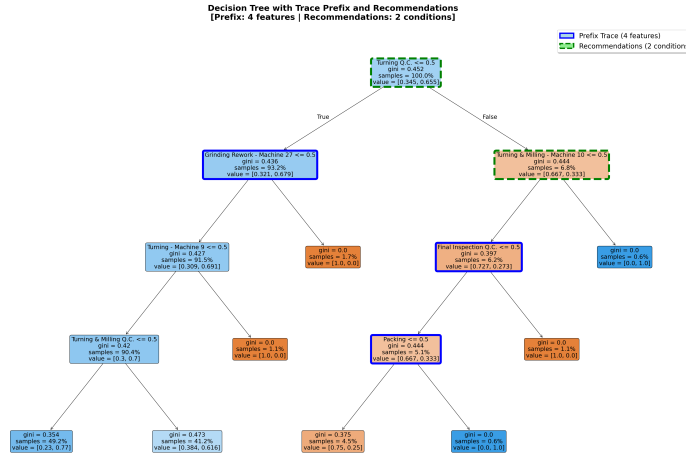 Decision Tree with Trace Prefix and Recommendations
[Prefix: 4 features | Recommendations: 2 conditions]
Prefix Trace (4 features)
Recommendations (2 conditions
Turning Q.C. <= 0.5
gini = 0.452
samples = 100.0%
value = [0.345, 0.655]
True
False
Grinding Rework - Machine 27 <= 0.5
gini = 0.436
samples = 93.2%
value = [0.321, 0.679]
Turning & Milling - Machine 10 <= 0.5
gini = 0.444
samples = 6.8%
value = [0.667, 0.333]
Turning - Machine 9 <= 0.5
gini = 0.427
samples = 91.5%
value = [0.309, 0.691]
gini = 0.0
samples = 1.7%
value = [1.0, 0.0]
Final Inspection Q.C. <= 0.5
gini = 0.397
samples = 6.2%
value = [0.727, 0.273]
gini = 0.0
samples = 0.6%
value = [0.0, 1.0]
Turning & Milling Q.C. <= 0.5
gini = 0.42
samples = 90.4%
value = [0.3, 0.7]
gini = 0.0
samples = 1.1%
value = [1.0, 0.0]
Packing <= 0.5
gini = 0.444
samples = 5.1%
value = [0.667, 0.333]
gini = 0.0
samples = 1.1%
value = [1.0, 0.0]
gini = 0.354
samples = 49.2%
value = [0.23, 0.77]
gini = 0.473
samples = 41.2%
value = [0.384, 0.616]
gini = 0.375
samples = 4.5%
value = [0.75, 0.25]
gini = 0.0
samples = 0.6%
value = [0.0, 1.0]